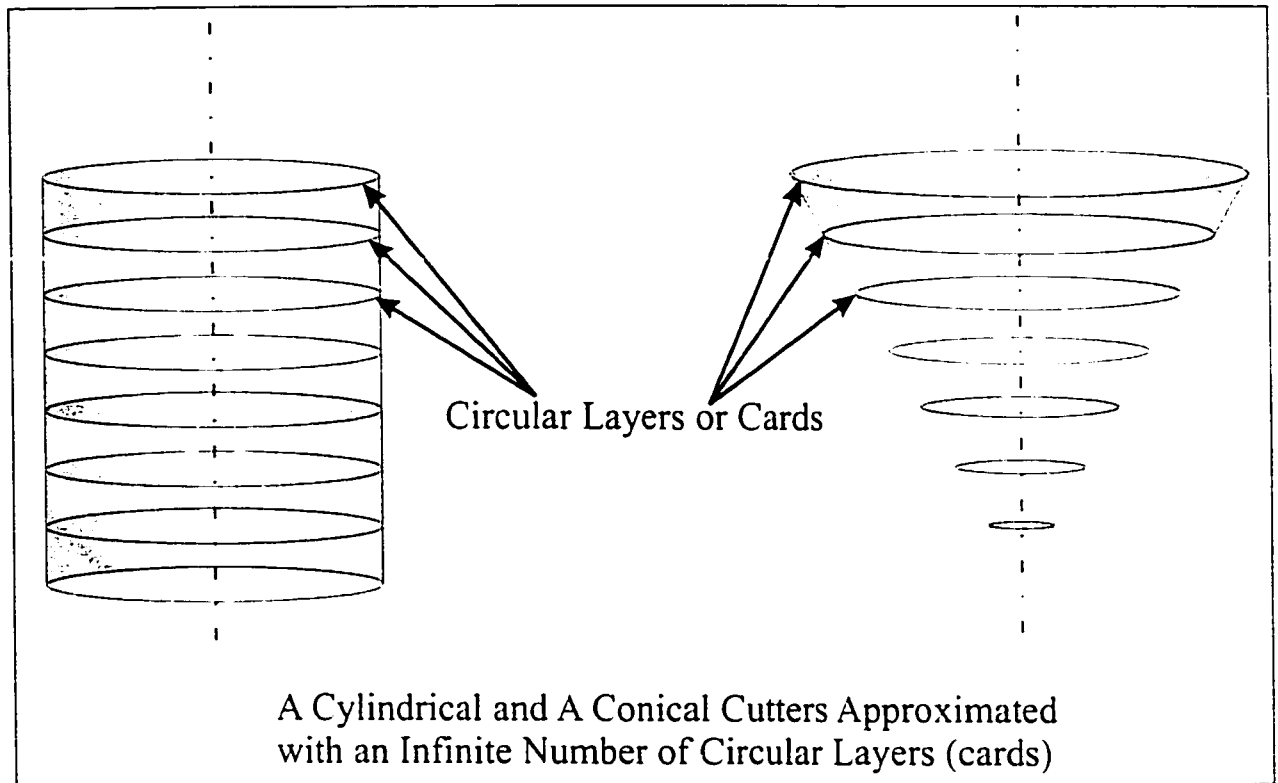 Circular Layers or Cards
A Cylindrical and A Conical Cutters Approximated
with an Infinite Number of Circular Layers (cards)